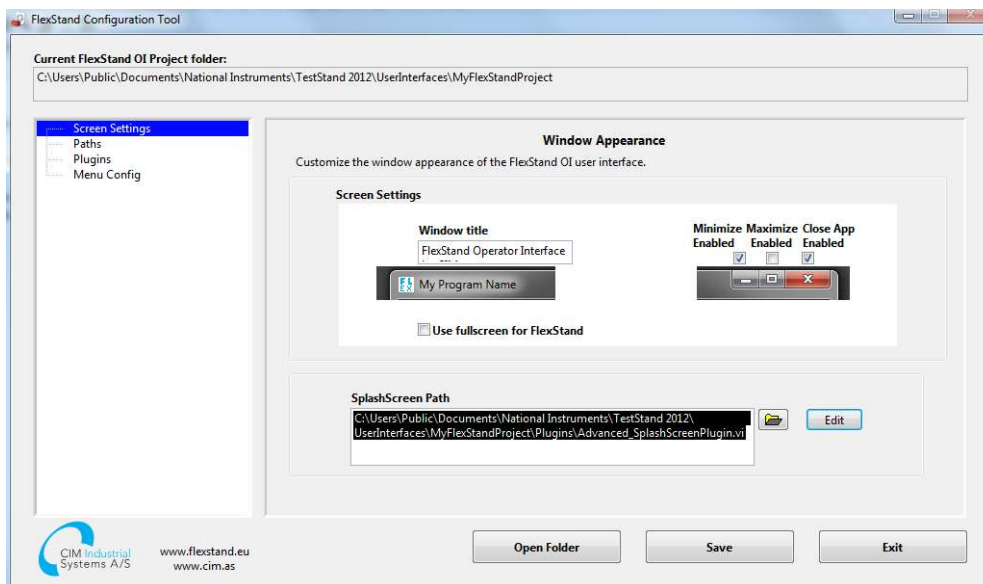 FlexStand Configuration Tool
Current FlexStand OI Project folder:
C:\Users\Public\Documents\National Instruments\TestStand 2012\UserInterfaces\MyFlexStandProject
Screen Settings
Paths
Plugins
Menu Config
Window Appearance
Customize the window appearance of the FlexStand OI user interface.
Screen Settings
Window title
FlexStand Operator Interface
My Program Name
Minimize Maximize Close App
Enabled Enabled Enabled
Use fullscreen for FlexStand
SplashScreen Path
C:\Users\Public\Documents\National Instruments\TestStand 2012\
UserInterfaces\MyFlexStandProject\Plugins\Advanced_SplashScreenPlugin.vi
Edit
CIM Industrial
Systems A/S
www.flexstand.eu
www.cim.as
Open Folder
Save
Exit